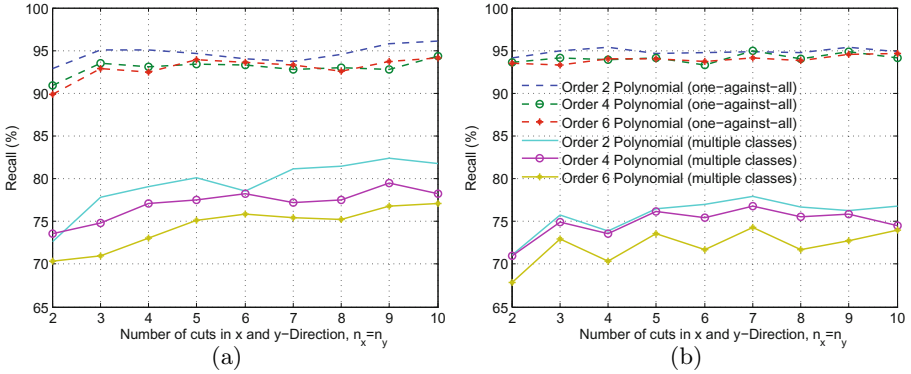 100
95
90
85
80
75
70
65
Recall (%)
2 3 4 5 6 7 8 9 10
Number of cuts in x and y−Direction, n_x=n_y
(a)
100
95
90
85
80
75
70
65
Recall (%)
Order 2 Polynomial (one−against−all)
Order 4 Polynomial (one−against−all)
Order 6 Polynomial (one−against−all)
Order 2 Polynomial (multiple classes)
Order 4 Polynomial (multiple classes)
Order 6 Polynomial (multiple classes)
2 3 4 5 6 7 8 9 10
Number of cuts in x and y−Direction, n_x=n_y
(b)